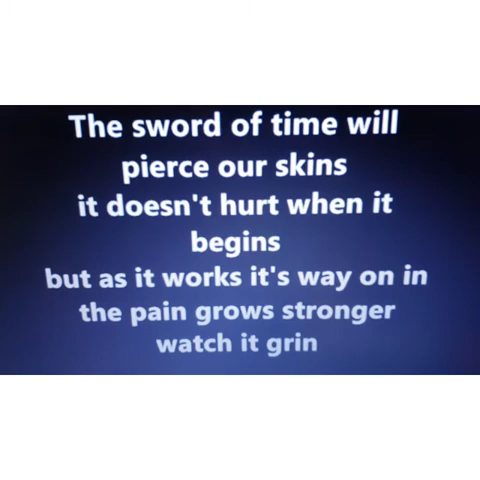 The sword of time will
pierce our skins
it doesn't hurt when it
begins
but as it works it's way on in
the pain grows stronger
watch it grin